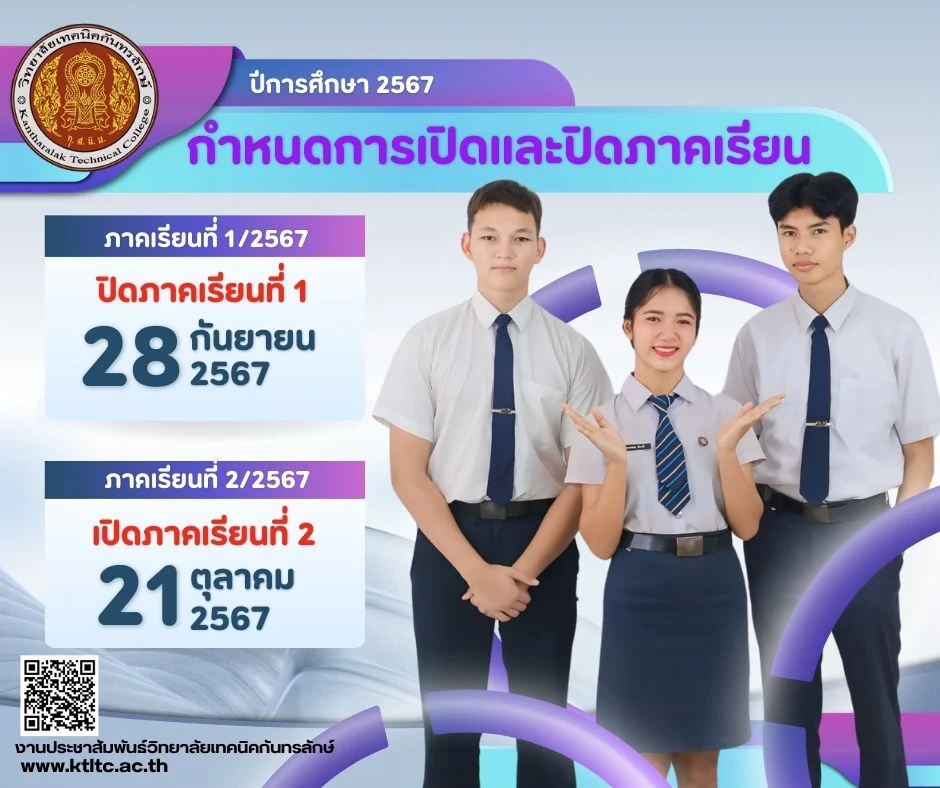 วิทยาลัยเทคนิคกันทรลักษ์
Kantharalak Technical College
ปีการศึกษา 2567
กำหนดการเปิดและปิดภาคเรียน
ภาคเรียนที่ 1/2567
ปิดภาคเรียนที่ 1
28 กันยายน
2567
ภาคเรียนที่ 2/2567
เปิดภาคเรียนที่ 2
21 ตุลาคม
2567
งานประชาสัมพันธ์วิทยาลัยเทคนิคกันทรลักษ์
www.ktltc.ac.th